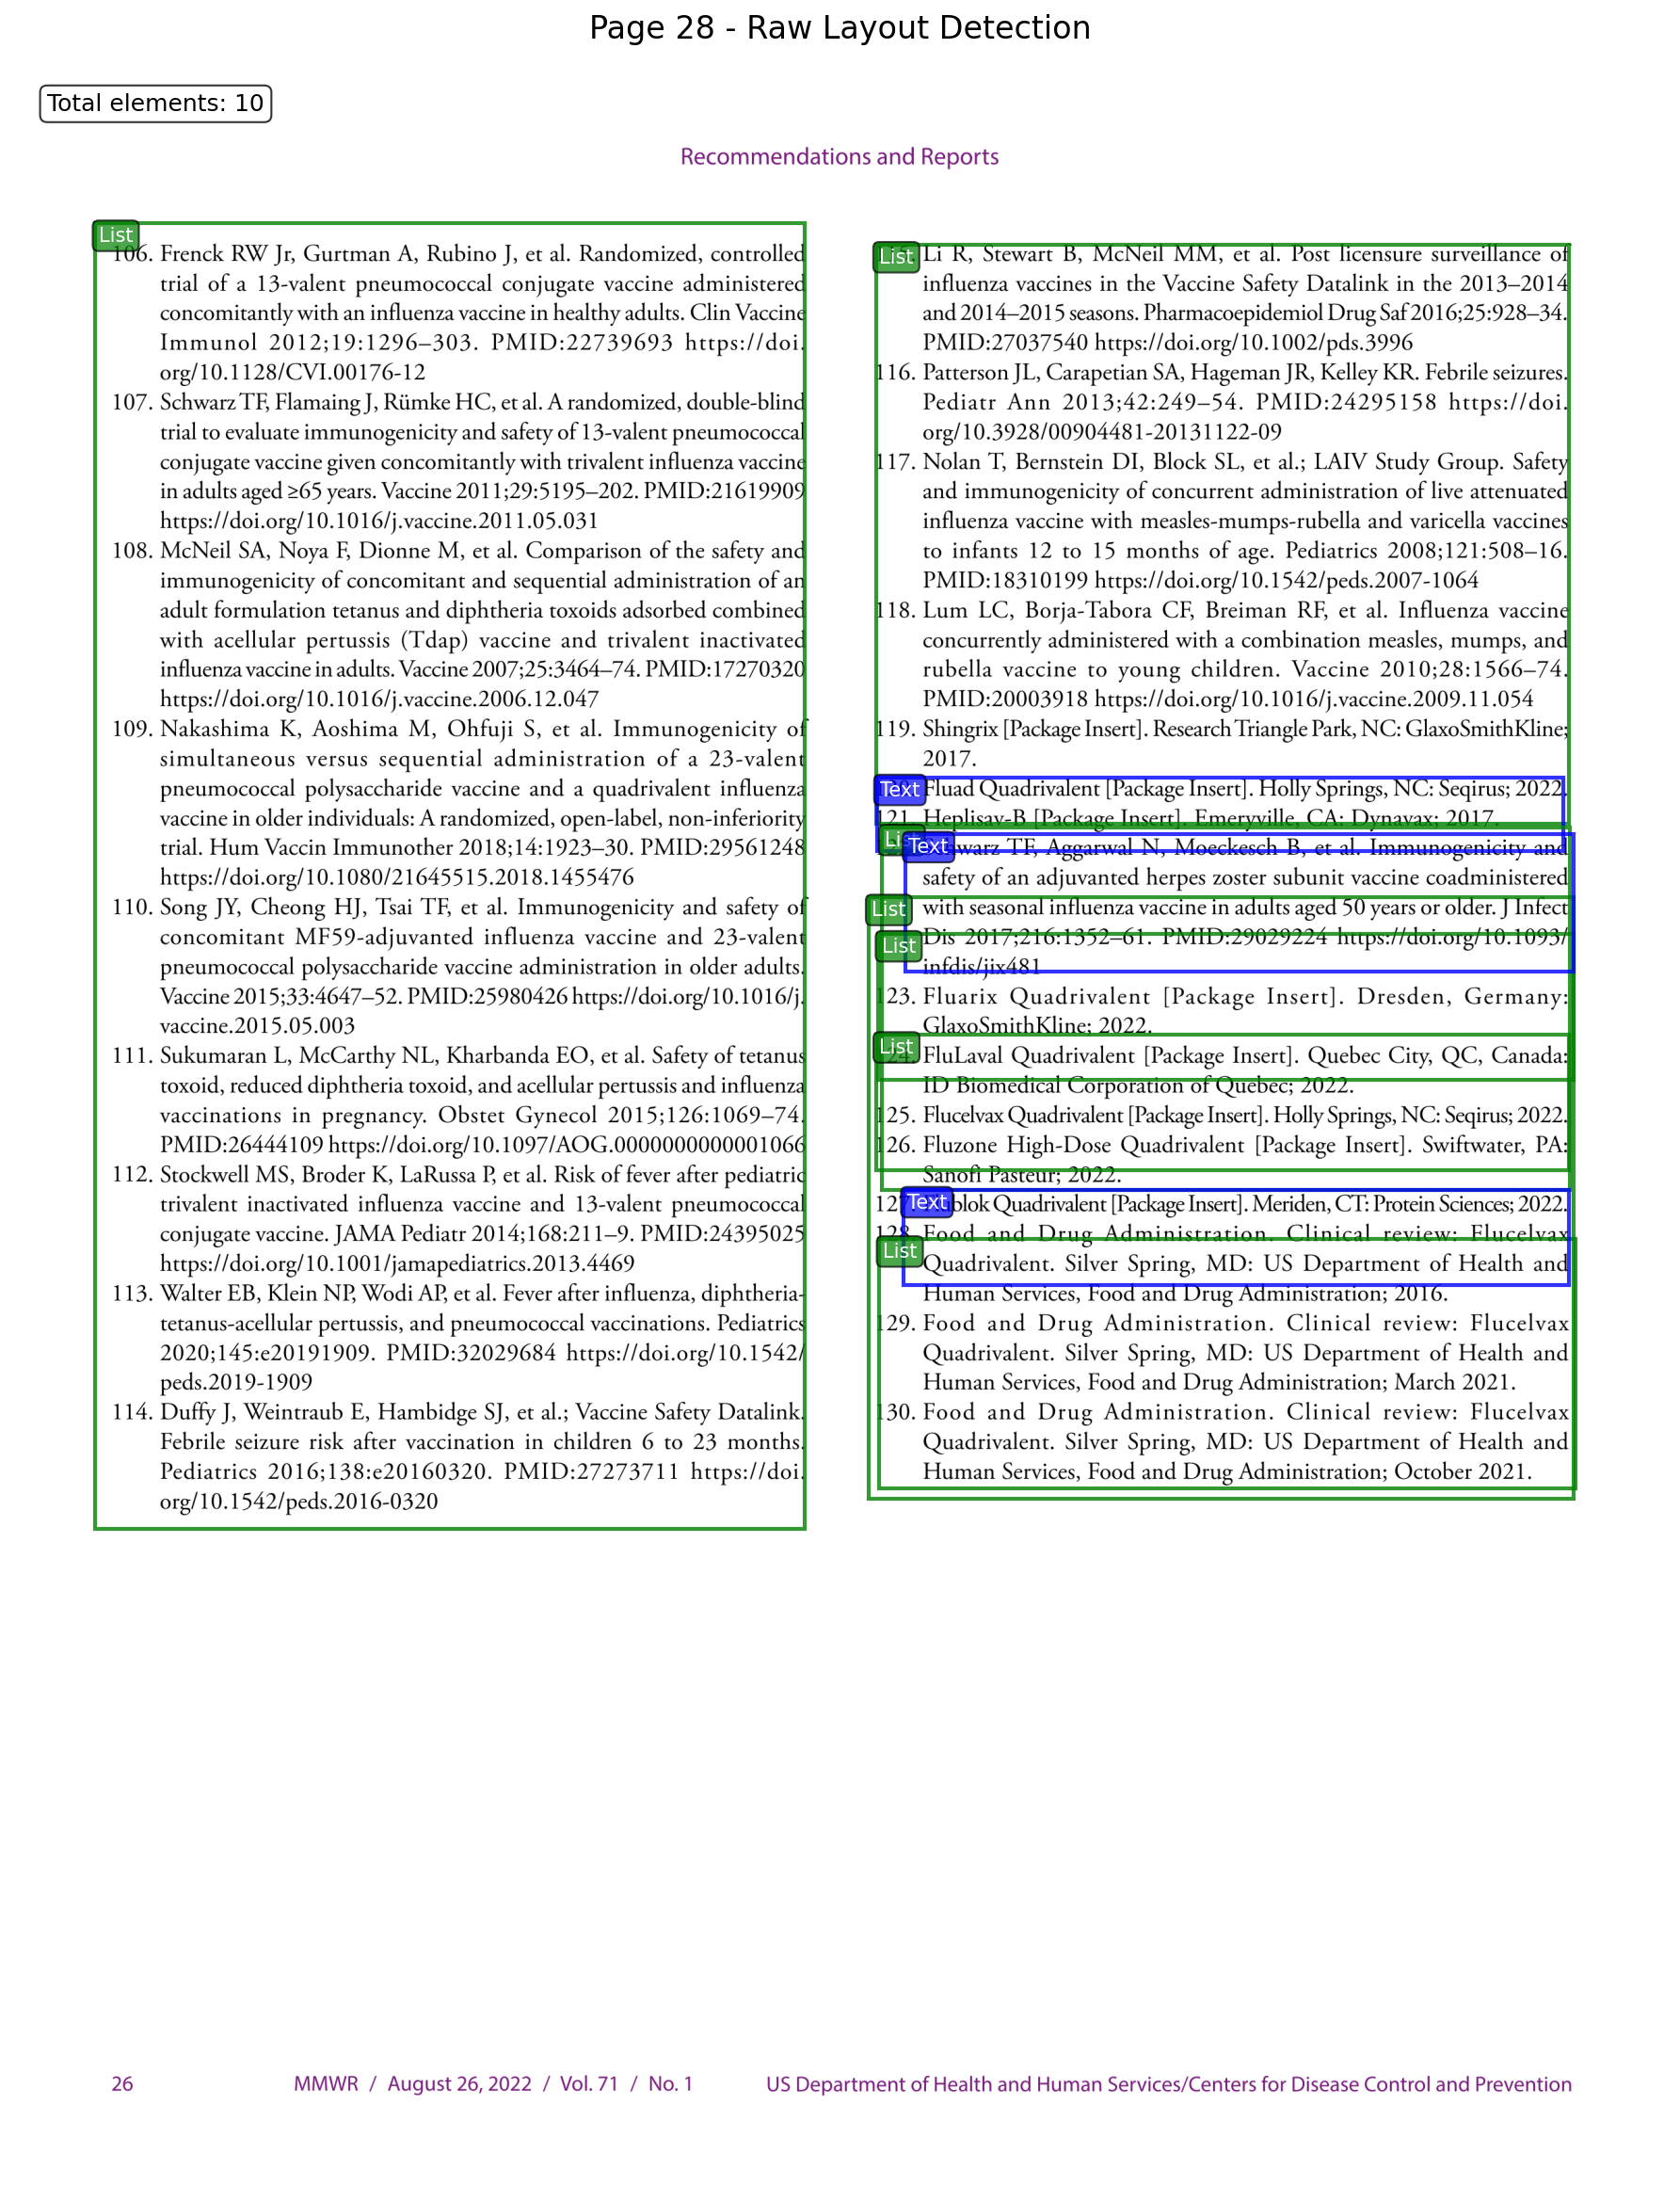 Page 28 - Raw Layout Detection
Total elements: 10
Recommendations and Reports
List
106. Frenck RW Jr, Gurtman A, Rubino J, et al. Randomized, controlled
trial of a 13-valent pneumococcal conjugate vaccine administered
concomitantly with an influenza vaccine in healthy adults. Clin Vaccine
Immunol 2012;19:1296–303. PMID:22739693 https://doi.
org/10.1128/CVI.00176-12
107. Schwarz TF, Flamaing J, Rümke HC, et al. A randomized, double-blind
trial to evaluate immunogenicity and safety of 13-valent pneumococcal
conjugate vaccine given concomitantly with trivalent influenza vaccine
in adults aged ≥65 years. Vaccine 2011;29:5195–202. PMID:21619909
https://doi.org/10.1016/j.vaccine.2011.05.031
108. McNeil SA, Noya F, Dionne M, et al. Comparison of the safety and
immunogenicity of concomitant and sequential administration of an
adult formulation tetanus and diphtheria toxoids adsorbed combined
with acellular pertussis (Tdap) vaccine and trivalent inactivated
influenza vaccine in adults. Vaccine 2007;25:3464–74. PMID:17270320
https://doi.org/10.1016/j.vaccine.2006.12.047
109. Nakashima K, Aoshima M, Ohfuji S, et al. Immunogenicity of
simultaneous versus sequential administration of a 23-valent
pneumococcal polysaccharide vaccine and a quadrivalent influenza
vaccine in older individuals: A randomized, open-label, non-inferiority
trial. Hum Vaccin Immunother 2018;14:1923–30. PMID:29561248
https://doi.org/10.1080/21645515.2018.1455476
110. Song JY, Cheong HJ, Tsai TF, et al. Immunogenicity and safety of
concomitant MF59-adjuvanted influenza vaccine and 23-valent
pneumococcal polysaccharide vaccine administration in older adults.
Vaccine 2015;33:4647–52. PMID:25980426 https://doi.org/10.1016/j.
vaccine.2015.05.003
111. Sukumaran L, McCarthy NL, Kharbanda EO, et al. Safety of tetanus
toxoid, reduced diphtheria toxoid, and acellular pertussis and influenza
vaccinations in pregnancy. Obstet Gynecol 2015;126:1069–74.
PMID:26444109 https://doi.org/10.1097/AOG.0000000000001066
112. Stockwell MS, Broder K, LaRussa P, et al. Risk of fever after pediatric
trivalent inactivated influenza vaccine and 13-valent pneumococcal
conjugate vaccine. JAMA Pediatr 2014;168:211–9. PMID:24395025
https://doi.org/10.1001/jamapediatrics.2013.4469
113. Walter EB, Klein NP, Wodi AP, et al. Fever after influenza, diphtheria-
tetanus-acellular pertussis, and pneumococcal vaccinations. Pediatrics
2020;145:e20191909. PMID:32029684 https://doi.org/10.1542/
peds.2019-1909
114. Duffy J, Weintraub E, Hambidge SJ, et al.; Vaccine Safety Datalink.
Febrile seizure risk after vaccination in children 6 to 23 months.
Pediatrics 2016;138:e20160320. PMID:27273711 https://doi.
org/10.1542/peds.2016-0320
List
Li R, Stewart B, McNeil MM, et al. Post licensure surveillance of
influenza vaccines in the Vaccine Safety Datalink in the 2013–2014
and 2014–2015 seasons. Pharmacoepidemiol Drug Saf 2016;25:928–34.
PMID:27037540 https://doi.org/10.1002/pds.3996
116. Patterson JL, Carapetian SA, Hageman JR, Kelley KR. Febrile seizures.
Pediatr Ann 2013;42:249–54. PMID:24295158 https://doi.
org/10.3928/00904481-20131122-09
117. Nolan T, Bernstein DI, Block SL, et al.; LAIV Study Group. Safety
and immunogenicity of concurrent administration of live attenuated
influenza vaccine with measles-mumps-rubella and varicella vaccines
to infants 12 to 15 months of age. Pediatrics 2008;121:508–16.
PMID:18310199 https://doi.org/10.1542/peds.2007-1064
118. Lum LC, Borja-Tabora CF, Breiman RF, et al. Influenza vaccine
concurrently administered with a combination measles, mumps, and
rubella vaccine to young children. Vaccine 2010;28:1566–74.
PMID:20003918 https://doi.org/10.1016/j.vaccine.2009.11.054
119. Shingrix [Package Insert]. Research Triangle Park, NC: GlaxoSmithKline;
2017.
Text
Fluad Quadrivalent [Package Insert]. Holly Springs, NC: Seqirus; 2022.
121. Heplisav-B [Package Insert]. Emeryville, CA: Dynavax; 2017.
Text
TF, Aggarwal N, Moeckesch B, et al. Immunogenicity and
safety of an adjuvanted herpes zoster subunit vaccine coadministered
List
with seasonal influenza vaccine in adults aged 50 years or older. J Infect
List
Dis 2017;216:1352–61. PMID:29029224 https://doi.org/10.1093/
infdis/jix481
123. Fluarix Quadrivalent [Package Insert]. Dresden, Germany:
GlaxoSmithKline; 2022.
List
FluLaval Quadrivalent [Package Insert]. Quebec City, QC, Canada:
ID Biomedical Corporation of Quebec; 2022.
125. Flucelvax Quadrivalent [Package Insert]. Holly Springs, NC: Seqirus; 2022.
126. Fluzone High-Dose Quadrivalent [Package Insert]. Swiftwater, PA:
Sanofi Pasteur; 2022.
Text
127. Quadrivalent [Package Insert]. Meriden, CT: Protein Sciences; 2022.
128. Food and Drug Administration. Clinical review: Flucelvax
List
Quadrivalent. Silver Spring, MD: US Department of Health and
Human Services, Food and Drug Administration; 2016.
129. Food and Drug Administration. Clinical review: Flucelvax
Quadrivalent. Silver Spring, MD: US Department of Health and
Human Services, Food and Drug Administration; March 2021.
130. Food and Drug Administration. Clinical review: Flucelvax
Quadrivalent. Silver Spring, MD: US Department of Health and
Human Services, Food and Drug Administration; October 2021.
26 MMWR / August 26, 2022 / Vol. 71 / No. 1 US Department of Health and Human Services/Centers for Disease Control and Prevention